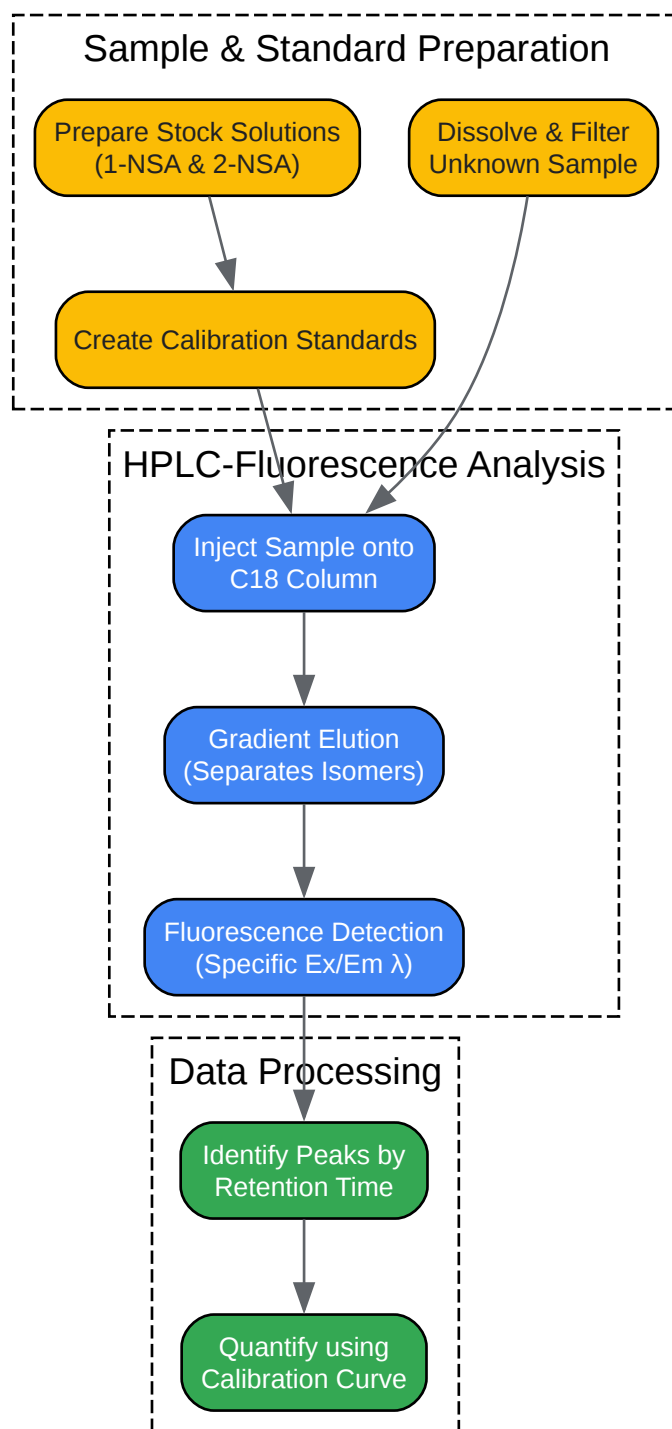 Sample & Standard Preparation
Prepare Stock Solutions
(1-NSA & 2-NSA)
Dissolve & Filter
Unknown Sample
Create Calibration Standards
HPLC-Fluorescence Analysis
Inject Sample onto
C18 Column
Gradient Elution
(Separates Isomers)
Fluorescence Detection
(Specific Ex/Em λ)
Data Processing
Identify Peaks by
Retention Time
Quantify using
Calibration Curve